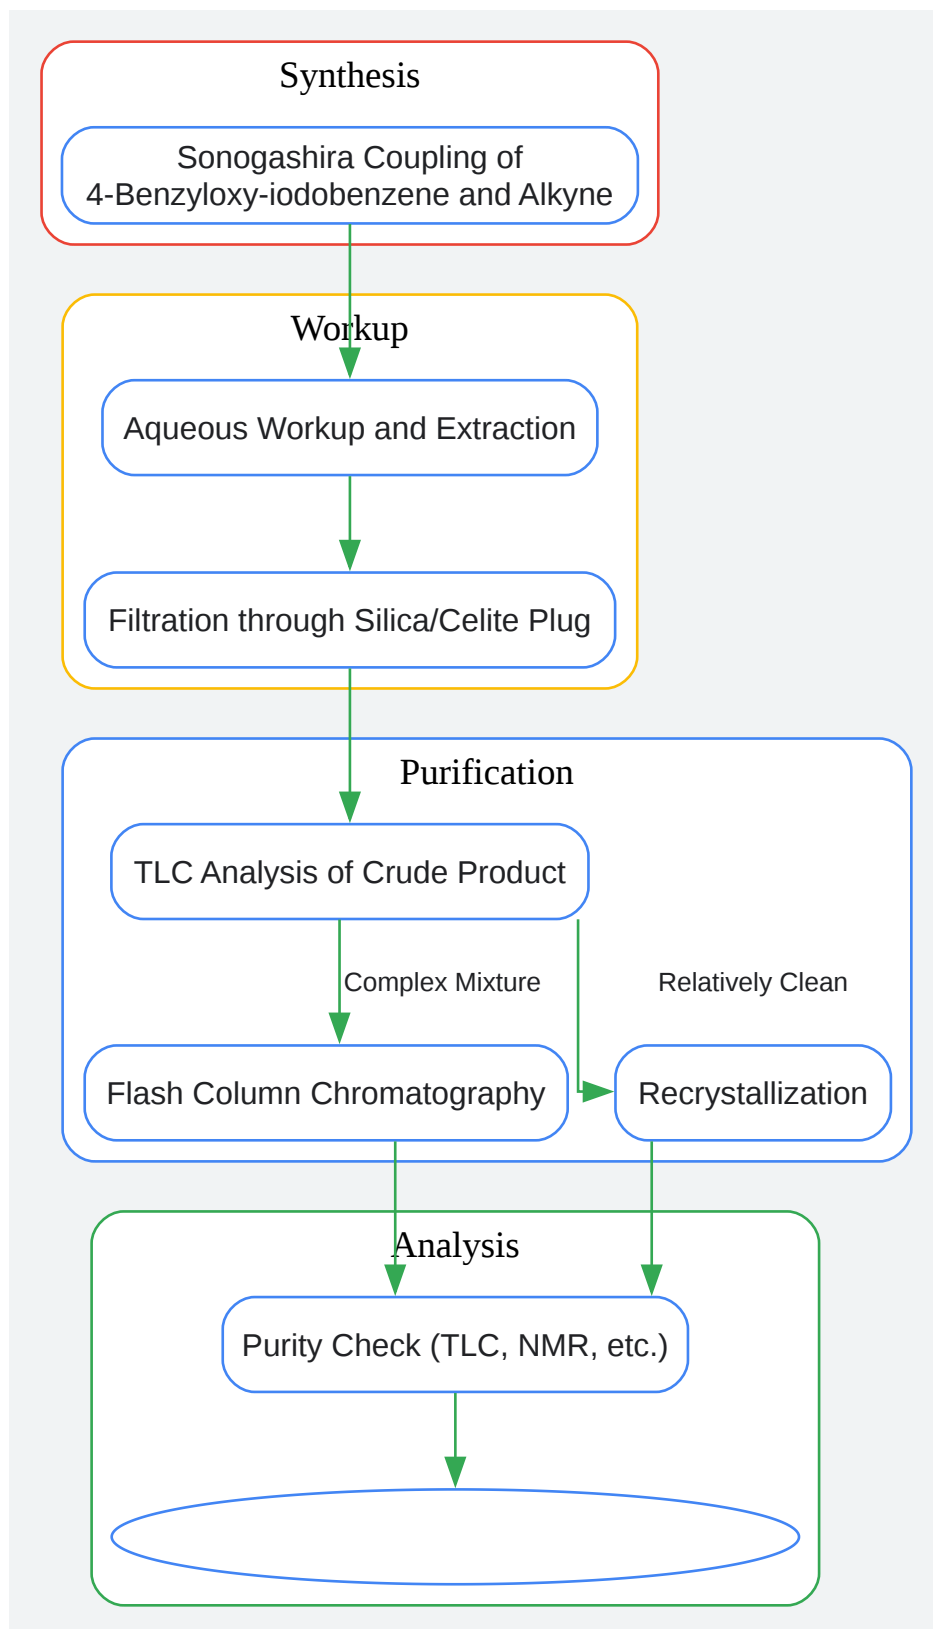 Synthesis
Sonogashira Coupling of
4-Benzyloxy-iodobenzene and Alkyne
Workup
Aqueous Workup and Extraction
Filtration through Silica/Celite Plug
Purification
TLC Analysis of Crude Product
Complex Mixture
Relatively Clean
Flash Column Chromatography
Recrystallization
Analysis
Purity Check (TLC, NMR, etc.)